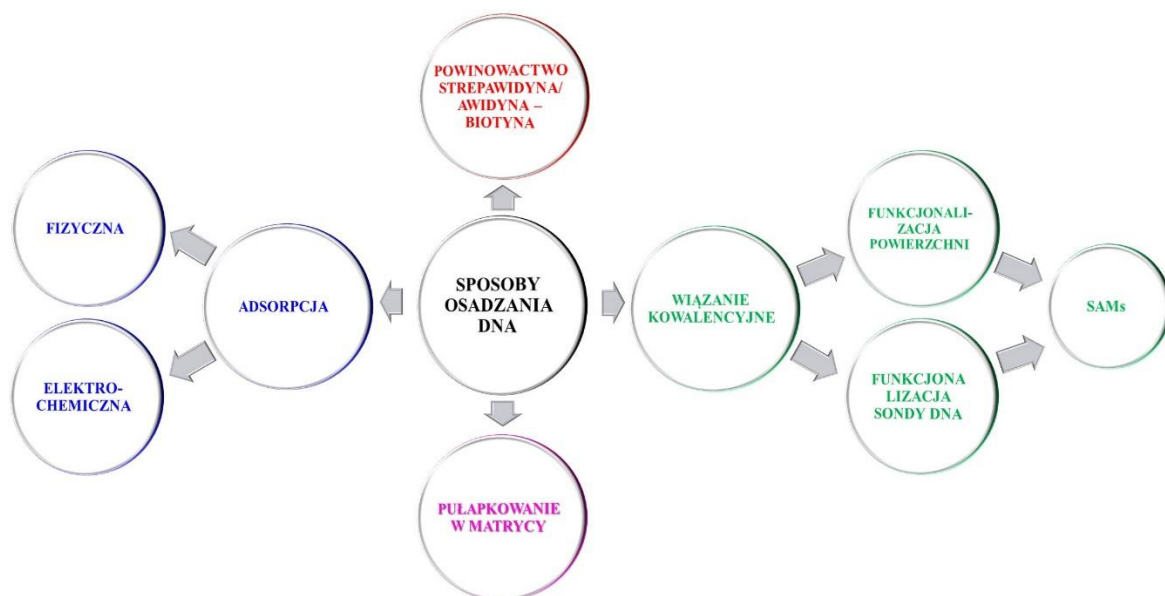 POWINOWACTWO
STREPAWIDYNA/
AWIDYNA –
BIOTYNA
FIZYCZNA
ELEKTRO-
CHEMICZNA
ADSORPCJA
SPOSOBY
OSADZANIA
DNA
PUŁAPKOWANIE
W MATRYCY
WIĄZANIE
KOWALENCYJNE
FUNKCJONALI-
ZACJA
POWIERZCHNI
FUNKCJONA
LIZACJA
SONDY DNA
SAMs